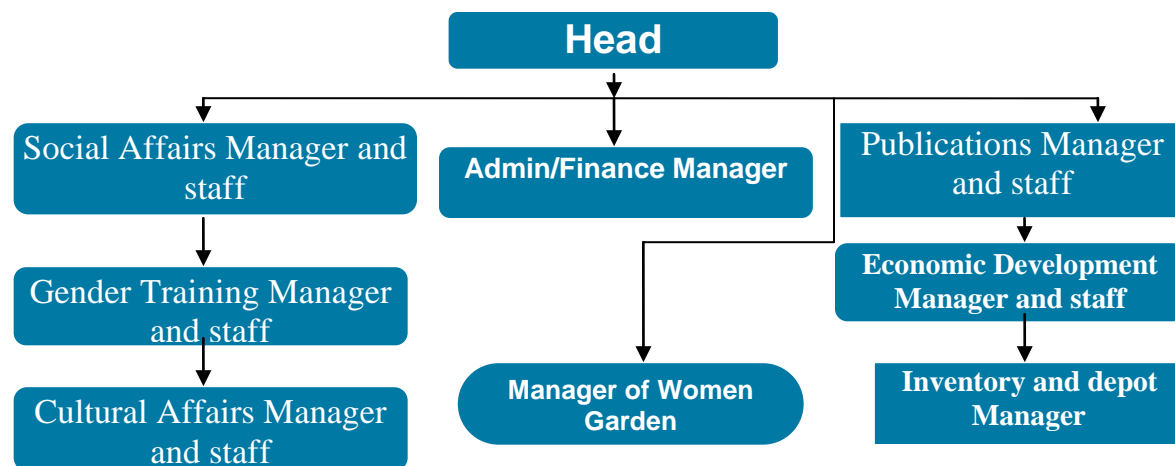 Head
Social Affairs Manager and
staff
Admin/Finance Manager
Publications Manager
and staff
Gender Training Manager
and staff
Economic Development
Manager and staff
Cultural Affairs Manager
and staff
Manager of Women
Garden
Inventory and depot
Manager